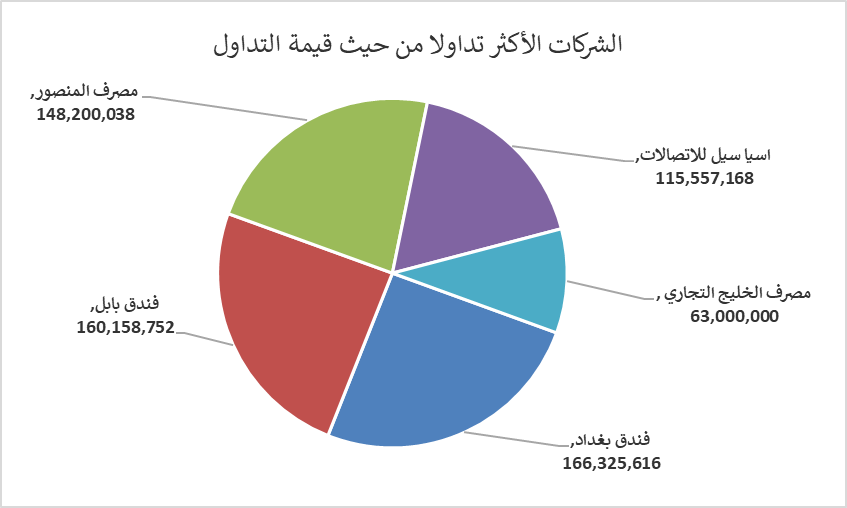 الشركات الأكثر تداولا من حيث قيمة التداول
مصرف المنصور,
148,200,038
اسيا سيل للاتصالات,
115,557,168
مصرف الخليج التجاري ,
63,000,000
فندق بابل,
160,158,752
فندق بغداد,
166,325,616